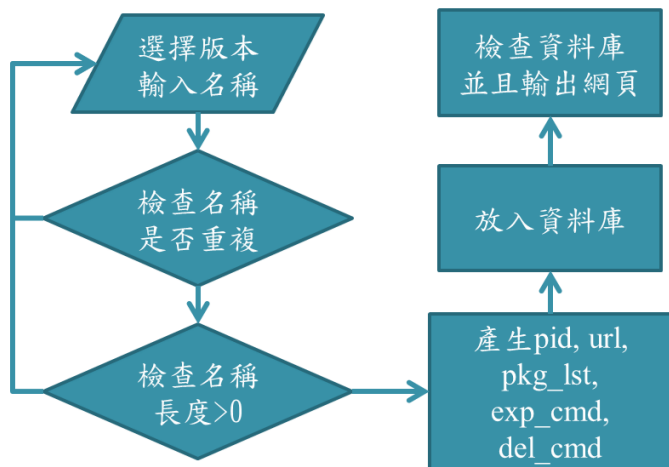 選擇版本
輸入名稱
檢查名稱
是否重複
檢查名稱
長度>0
產生pid, url,
pkg_lst,
exp_cmd,
del_cmd
放入資料庫
檢查資料庫
並且輸出網頁